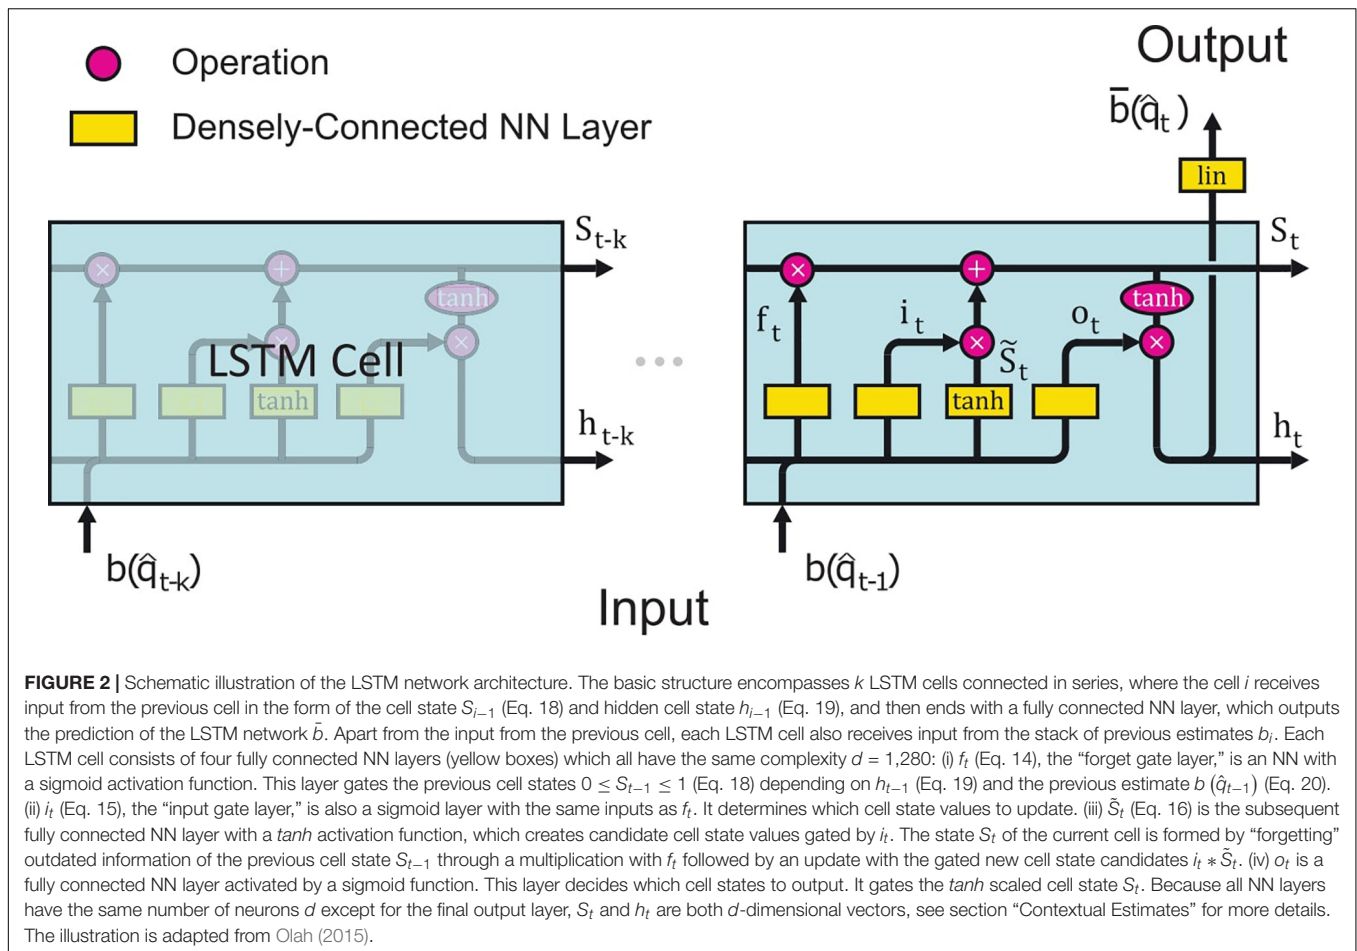 Operation
Densely-Connected NN Layer
Output
b̄(q̂ₜ)
lin
Sₜ₋ₖ
Sₜ
×
+
tanh
×
×
LSTM Cell
tanh
hₜ₋ₖ
b(q̂ₜ₋ₖ)
...
×
+
tanh
fₜ
iₜ
oₜ
×
×
S̃ₜ
tanh
hₜ
b(q̂ₜ₋₁)
Input
FIGURE 2 | Schematic illustration of the LSTM network architecture. The basic structure encompasses k LSTM cells connected in series, where the cell i receives
input from the previous cell in the form of the cell state Sᵢ₋₁ (Eq. 18) and hidden cell state hᵢ₋₁ (Eq. 19), and then ends with a fully connected NN layer, which outputs
the prediction of the LSTM network b̄. Apart from the input from the previous cell, each LSTM cell also receives input from the stack of previous estimates bᵢ. Each
LSTM cell consists of four fully connected NN layers (yellow boxes) which all have the same complexity d = 1,280: (i) fₜ (Eq. 14), the “forget gate layer,” is an NN with
a sigmoid activation function. This layer gates the previous cell states 0 ≤ Sₜ₋₁ ≤ 1 (Eq. 18) depending on hₜ₋₁ (Eq. 19) and the previous estimate b (q̂ₜ₋₁) (Eq. 20).
(ii) iₜ (Eq. 15), the “input gate layer,” is also a sigmoid layer with the same inputs as fₜ. It determines which cell state values to update. (iii) S̃ₜ (Eq. 16) is the subsequent
fully connected NN layer with a tanh activation function, which creates candidate cell state values gated by iₜ. The state Sₜ of the current cell is formed by “forgetting”
outdated information of the previous cell state Sₜ₋₁ through a multiplication with fₜ followed by an update with the gated new cell state candidates iₜ ∗ S̃ₜ. (iv) oₜ is a
fully connected NN layer activated by a sigmoid function. This layer decides which cell states to output. It gates the tanh scaled cell state Sₜ. Because all NN layers
have the same number of neurons d except for the final output layer, Sₜ and hₜ are both d-dimensional vectors, see section “Contextual Estimates” for more details.
The illustration is adapted from Olah (2015).